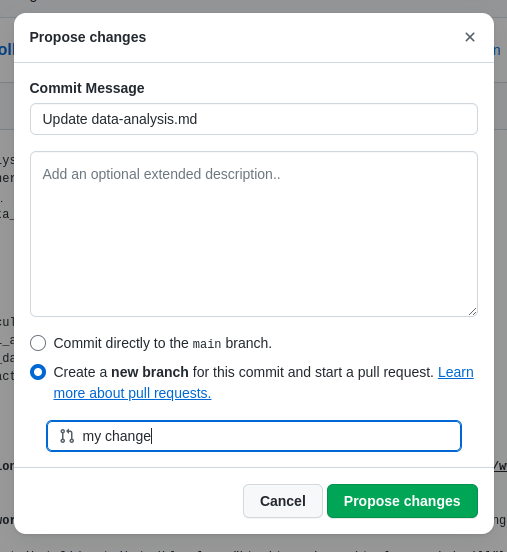 Propose changes
Commit Message
Update data-analysis.md
Add an optional extended description..
Commit directly to the main branch.
Create a new branch for this commit and start a pull request. Learn
more about pull requests.
my change
Cancel
Propose changes